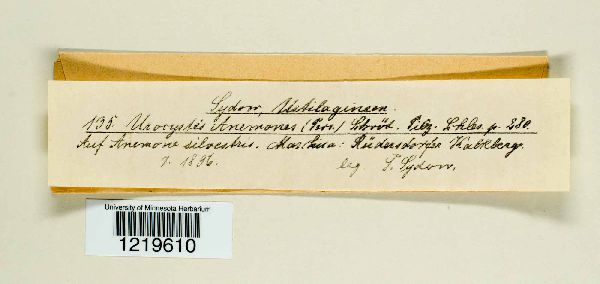 Sydow, Ustilagineen.
135 Urocystis Anemones (Pers.) Schröt. Pilz. Schles. p. 280.
Auf Anemone silvestris. Marchia: Rüdersdorfer Kalkberge.
1896. leg. P. Sydow.
University of Minnesota Herbarium
1219610